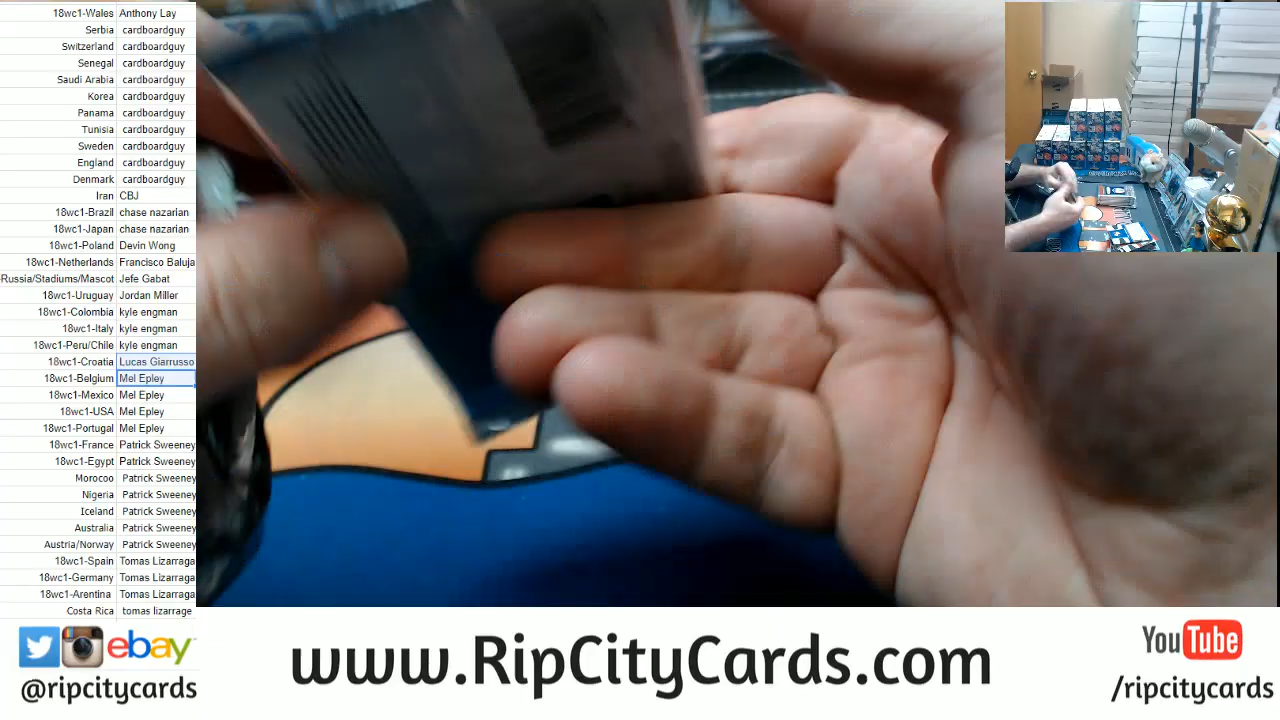 18wc1-Wales Anthony Lay
Serbia cardboardguy
Switzerland cardboardguy
Senegal cardboardguy
Saudi Arabia cardboardguy
Korea cardboardguy
Panama cardboardguy
Tunisia cardboardguy
Sweden cardboardguy
England cardboardguy
Denmark cardboardguy
Iran CBJ
18wc1-Brazil chase nazarian
18wc1-Japan chase nazarian
18wc1-Poland Devin Wong
18wc1-Netherlands Francisco Baluja
-Russia/Stadiums/Mascot Jefe Gabat
18wc1-Uruguay Jordan Miller
18wc1-Colombia kyle engman
18wc1-Italy kyle engman
18wc1-Peru/Chile kyle engman
18wc1-Croatia Lucas Giarrusso
18wc1-Belgium Mel Epley
18wc1-Mexico Mel Epley
18wc1-USA Mel Epley
18wc1-Portugal Mel Epley
18wc1-France Patrick Sweeney
18wc1-Egypt Patrick Sweeney
Morocoo Patrick Sweeney
Nigeria Patrick Sweeney
Iceland Patrick Sweeney
Australia Patrick Sweeney
Austria/Norway Patrick Sweeney
18wc1-Spain Tomas Lizarraga
18wc1-Germany Tomas Lizarraga
18wc1-Arentina Tomas Lizarraga
Costa Rica tomas lizarrage
ebay
@ripcitycards
www.RipCityCards.com
YouTube
/ripcitycards